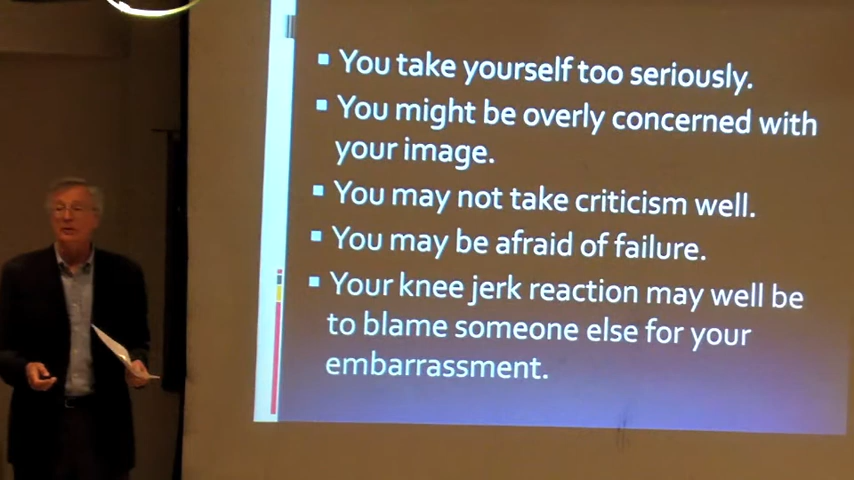 ▪ You take yourself too seriously.
▪ You might be overly concerned with
your image.
▪ You may not take criticism well.
▪ You may be afraid of failure.
▪ Your knee jerk reaction may well be
to blame someone else for your
embarrassment.